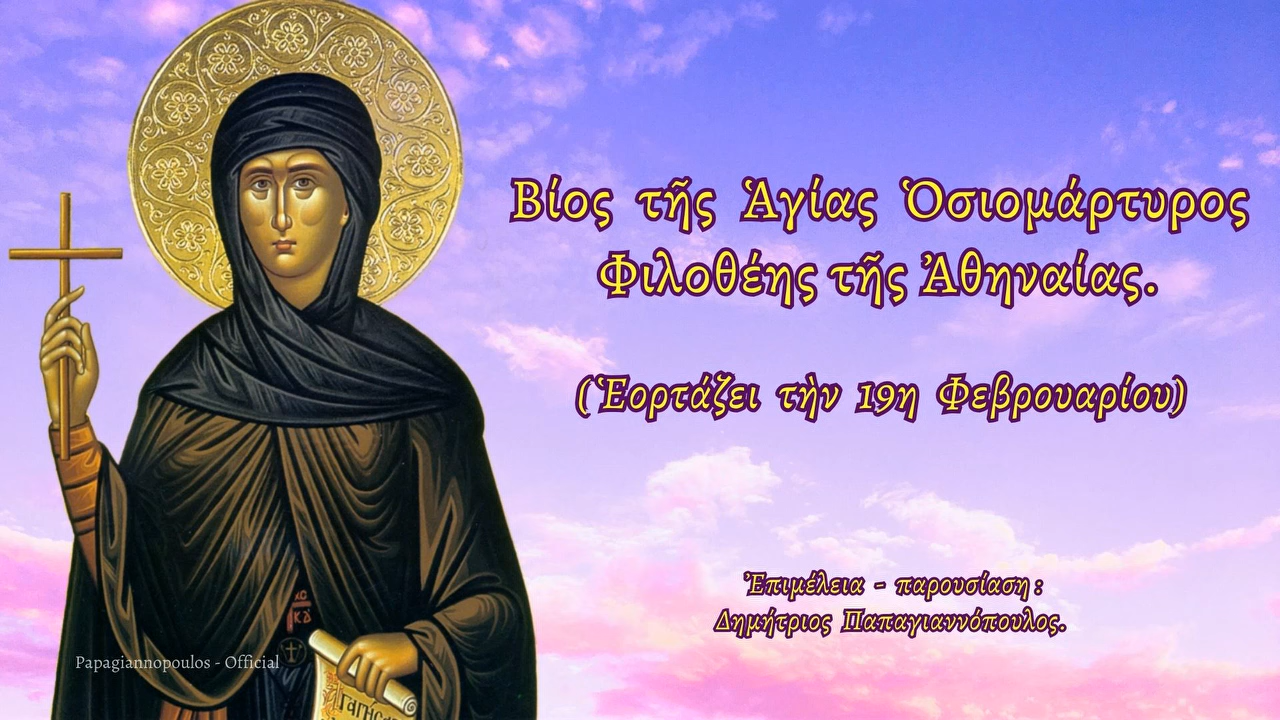 Βίος τῆς Ἁγίας Ὁσιομάρτυρος
Φιλοθέης τῆς Ἀθηναίας.
(Ἑορτάζει τὴν 19η Φεβρουαρίου)
Ἐπιμέλεια - παρουσίαση :
Δημήτριος Παπαγιαννόπουλος.
Papagiannopoulos - Official